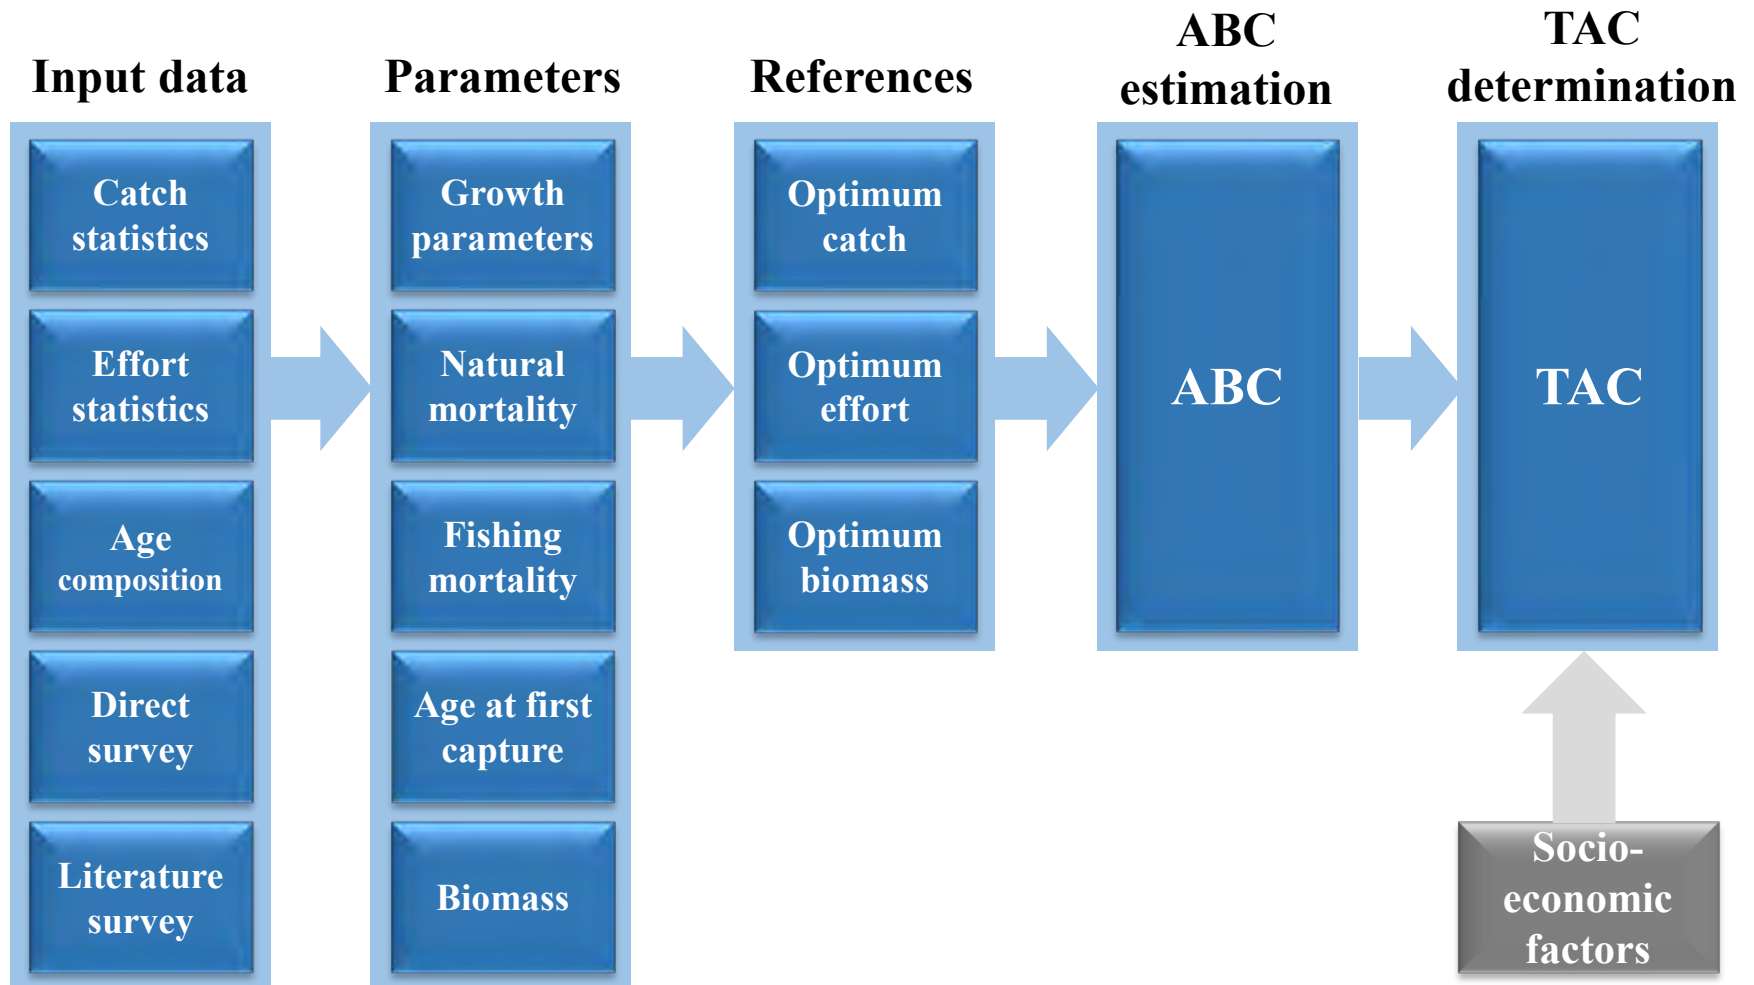 Input data
Catch
statistics
Effort
statistics
Age
composition
Direct
survey
Literature
survey
Parameters
Growth
parameters
Natural
mortality
Fishing
mortality
Age at first
capture
Biomass
References
Optimum
catch
Optimum
effort
Optimum
biomass
ABC
estimation
ABC
TAC
determination
TAC
Socio-
economic
factors